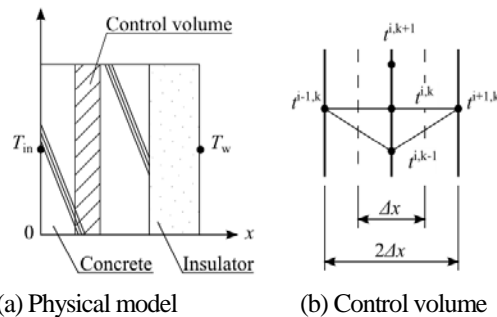 Control volume
T_in
T_w
0
x
Concrete
Insulator
(a) Physical model
t^{i,k+1}
t^{i-1,k}
t^{i,k}
t^{i+1,k}
t^{i,k-1}
Δx
2Δx
(b) Control volume